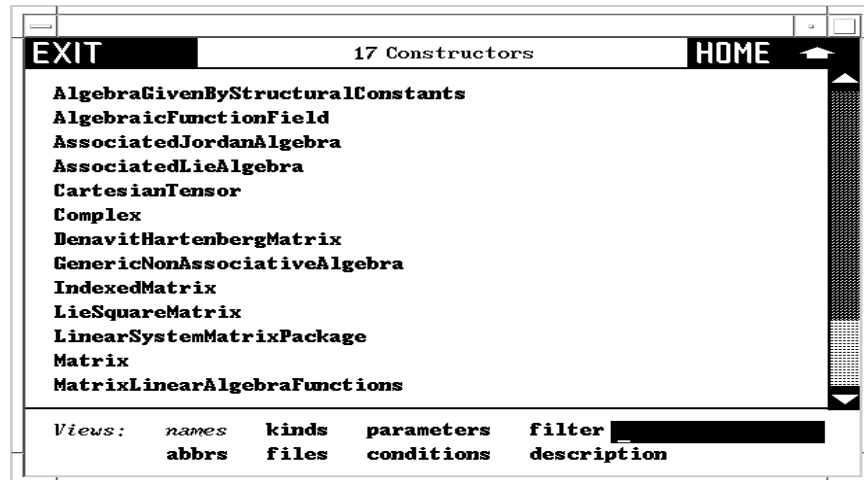 EXIT 17 Constructors HOME
AlgebraGivenByStructuralConstants
AlgebraicFunctionField
AssociatedJordanAlgebra
AssociatedLieAlgebra
CartesianTensor
Complex
DenavitHartenbergMatrix
GenericNonAssociativeAlgebra
IndexedMatrix
LieSquareMatrix
LinearSystemMatrixPackage
Matrix
MatrixLinearAlgebraFunctions
Views: names kinds parameters filter _
abbrs files conditions description